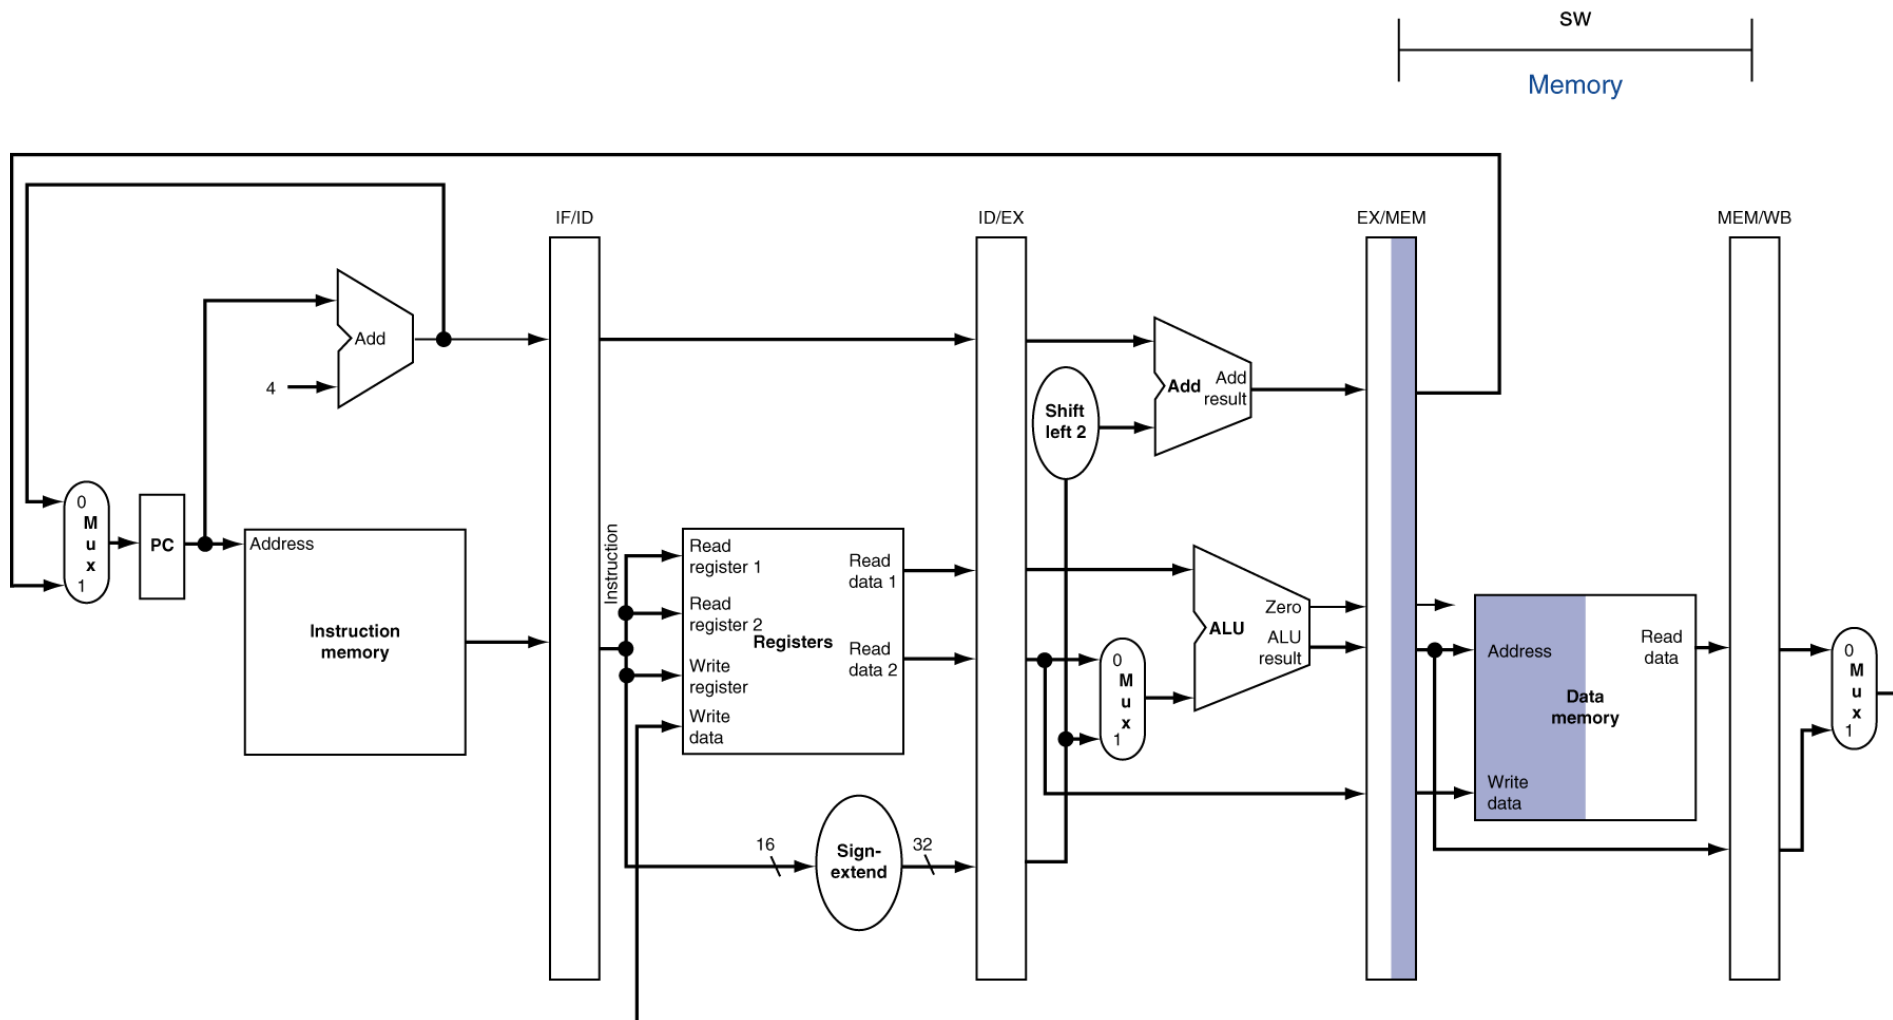 SW
Memory
IF/ID
ID/EX
EX/MEM
MEM/WB
Add
4
Shift
left 2
Add
Add
result
0
M
u
x
1
PC
Address
Instruction
memory
Instruction
Read
register 1
Read
register 2
Write
register
Write
data
Registers
Read
data 1
Read
data 2
16
Sign-
extend
32
0
M
u
x
1
ALU
Zero
ALU
result
Address
Write
data
Data
memory
Read
data
0
M
u
x
1